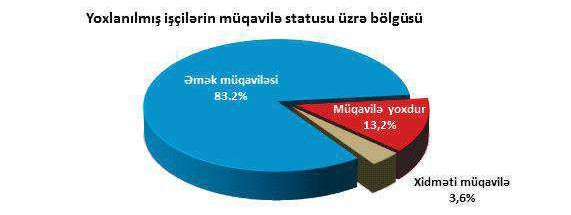 Yoxlanılmış işçilərin müqavilə statusu üzrə bölgüsü
Əmək müqaviləsi
83.2%
Müqavilə yoxdur
13,2%
Xidməti müqavilə
3,6%